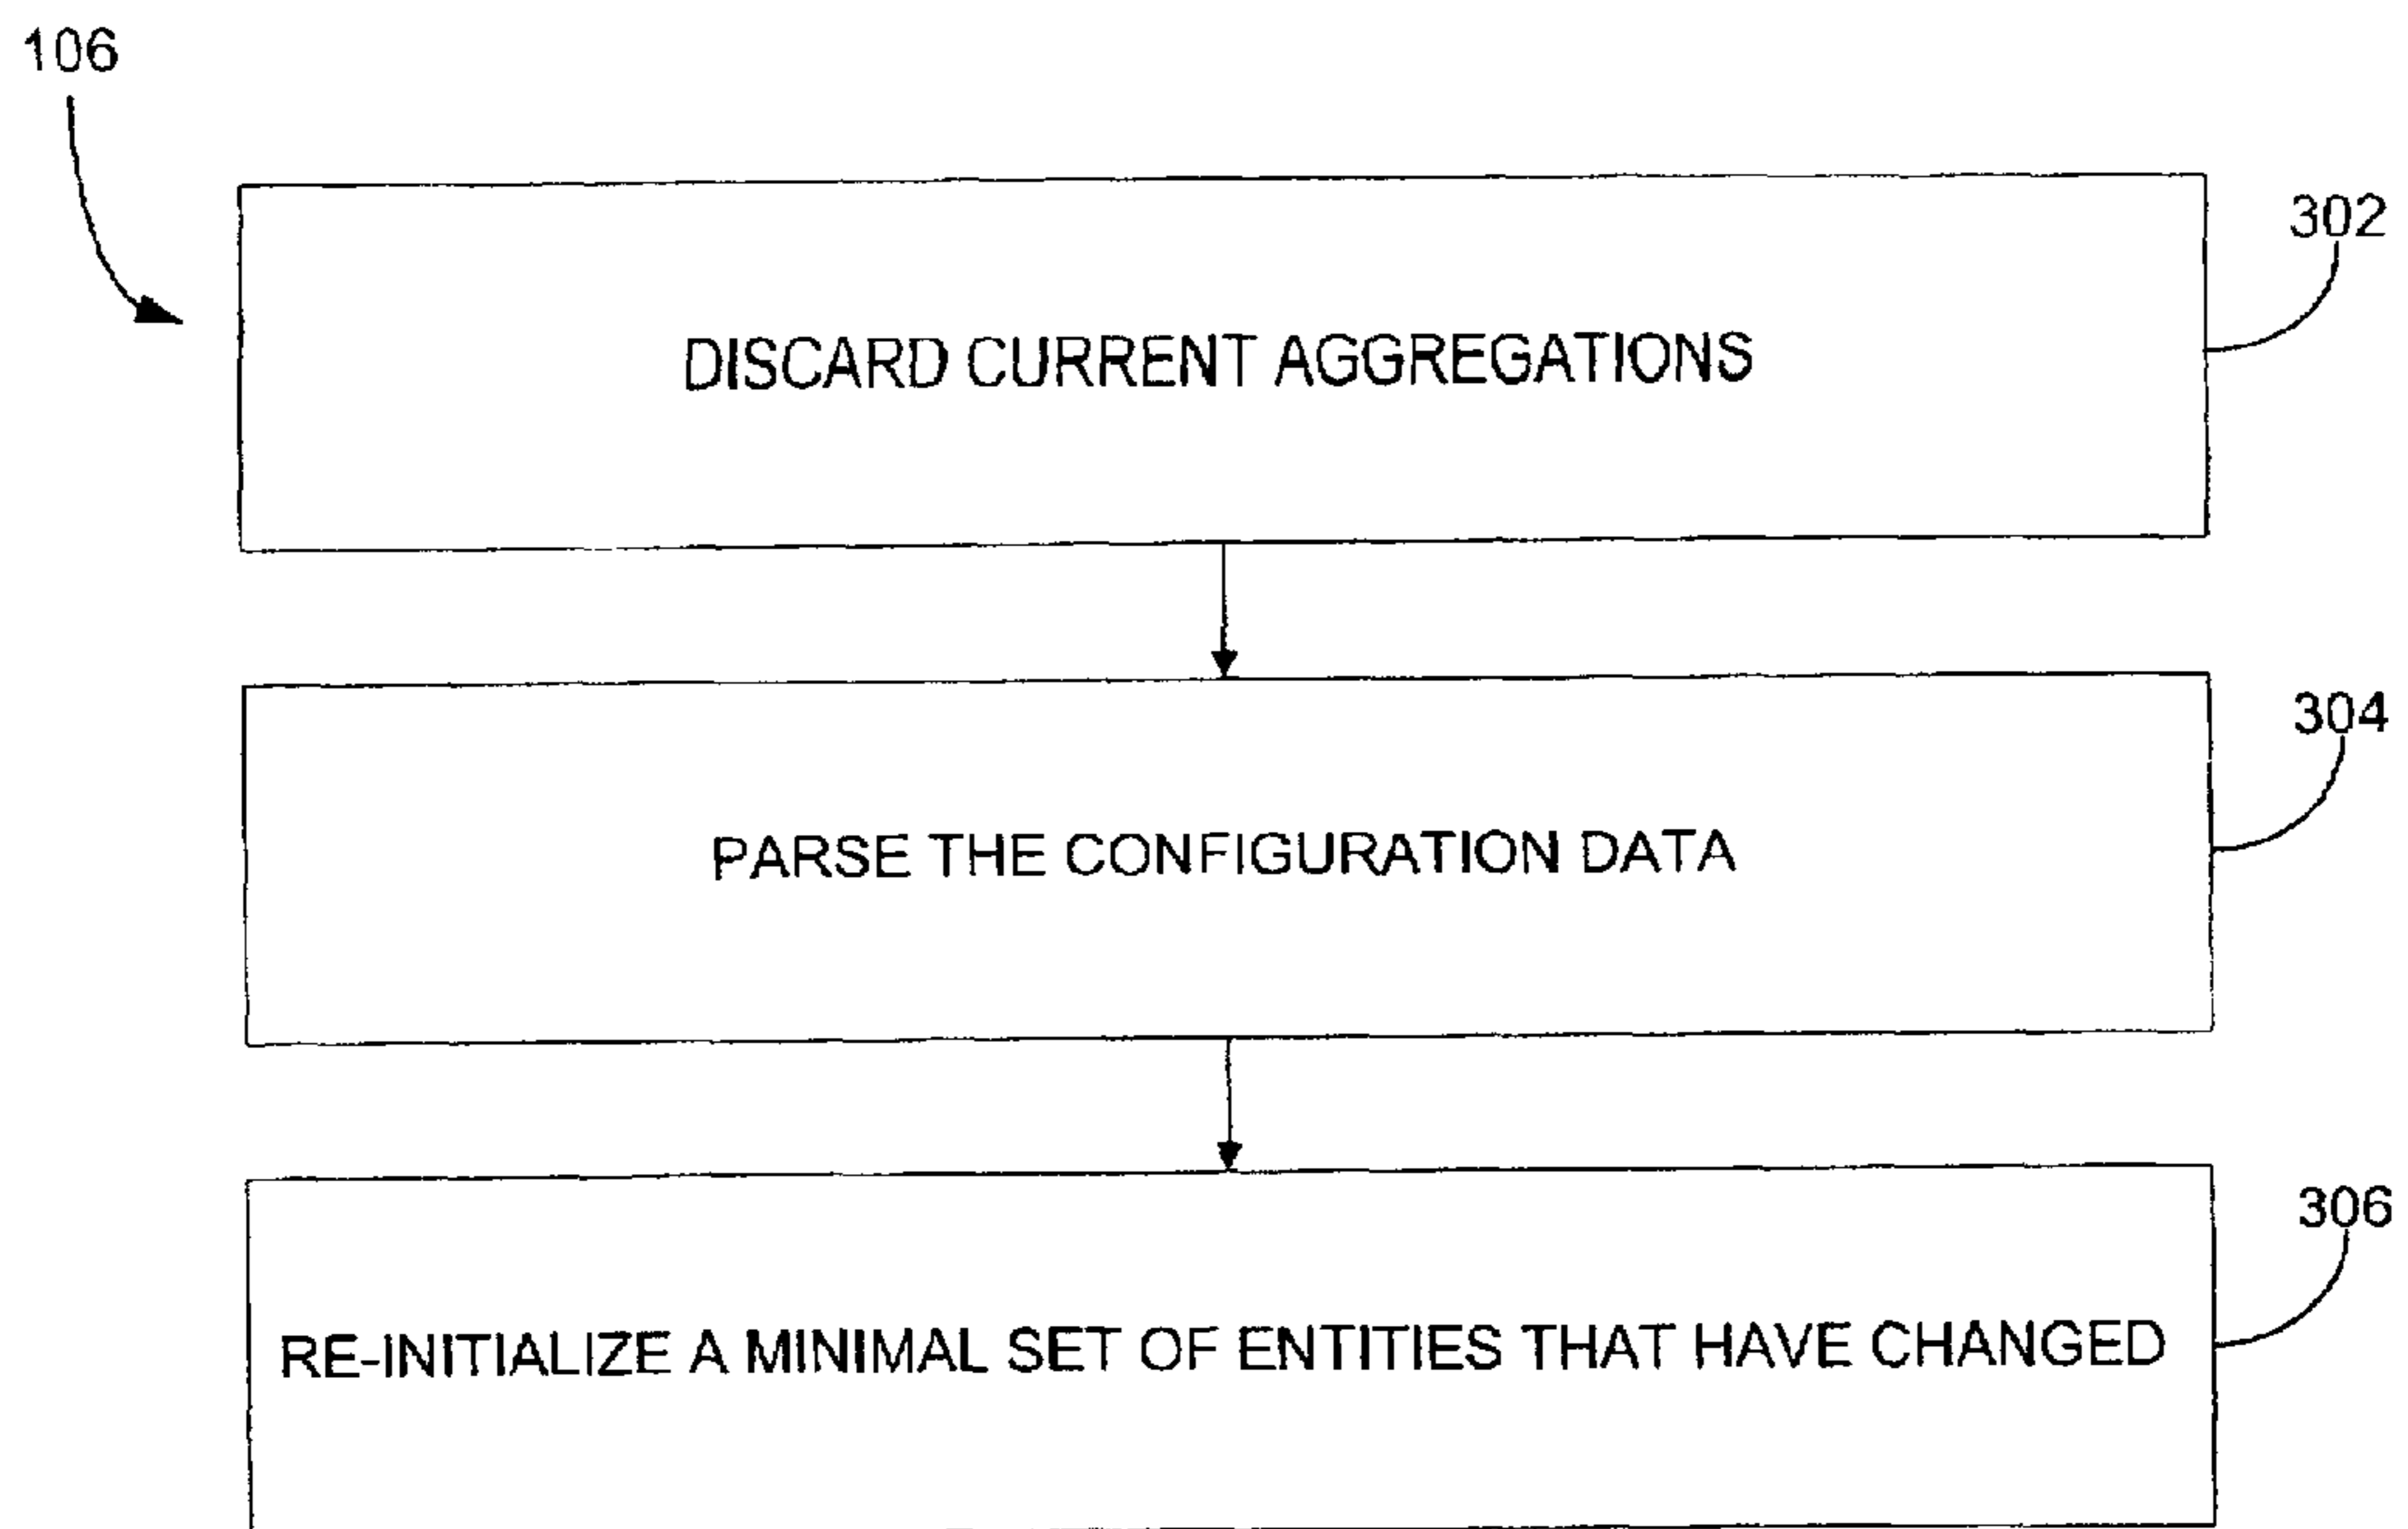 106
302
DISCARD CURRENT AGGREGATIONS
304
PARSE THE CONFIGURATION DATA
306
RE-INITIALIZE A MINIMAL SET OF ENTITIES THAT HAVE CHANGED